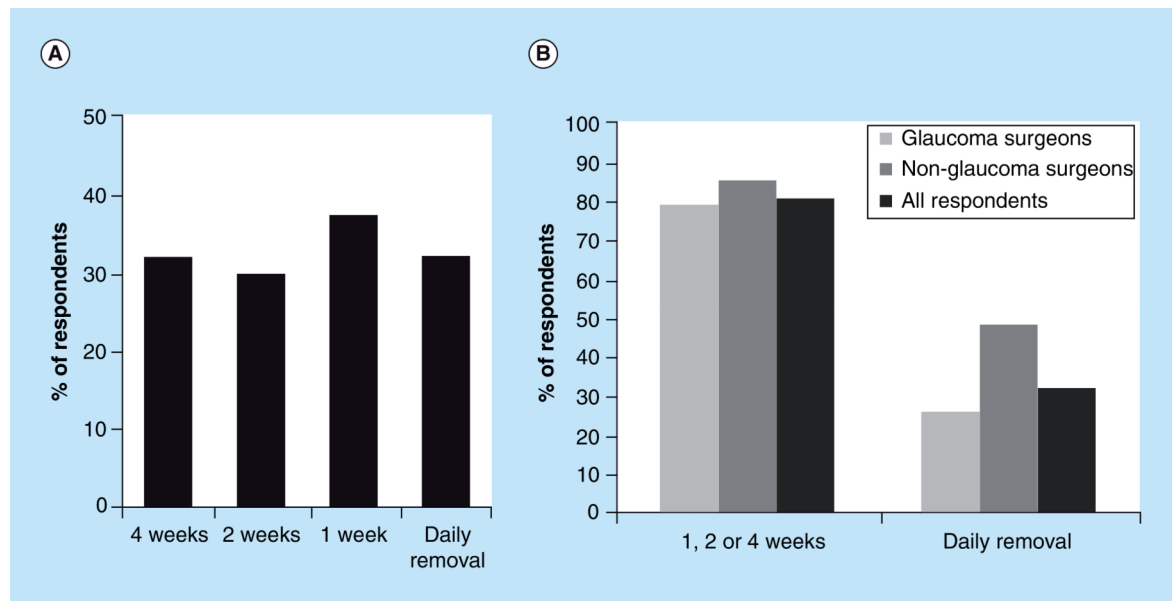 A
% of respondents
50
40
30
20
10
0
4 weeks
2 weeks
1 week
Daily
removal
B
% of respondents
100
90
80
70
60
50
40
30
20
10
0
Glaucoma surgeons
Non-glaucoma surgeons
All respondents
1, 2 or 4 weeks
Daily removal